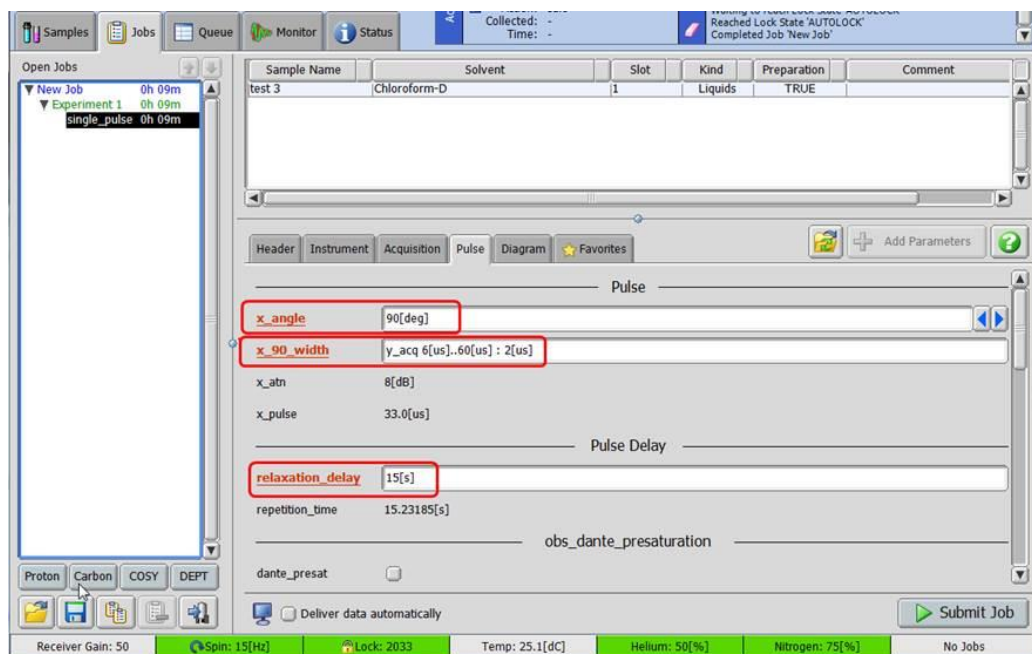 Samples Jobs Queue Monitor Status
Collected: -
Time: -
Reached Lock State 'AUTOLOCK'
Completed Job 'New Job'
Open Jobs
New Job 0h 09m
Experiment 1 0h 09m
single_pulse 0h 09m
Sample Name Solvent Slot Kind Preparation Comment
test 3 Chloroform-D 1 Liquids TRUE
Header Instrument Acquisition Pulse Diagram Favorites Add Parameters
Pulse
x_angle 90[deg]
x_90_width y_acq 6[us]..60[us] : 2[us]
x_atn 8[dB]
x_pulse 33.0[us]
Pulse Delay
relaxation_delay 15[s]
repetition_time 15.23185[s]
obs_dante_presaturation
dante_presat
Proton Carbon COSY DEPT
Deliver data automatically Submit Job
Receiver Gain: 50 Spin: 15[Hz] Lock: 2033 Temp: 25.1[dC] Helium: 50[%] Nitrogen: 75[%] No Jobs